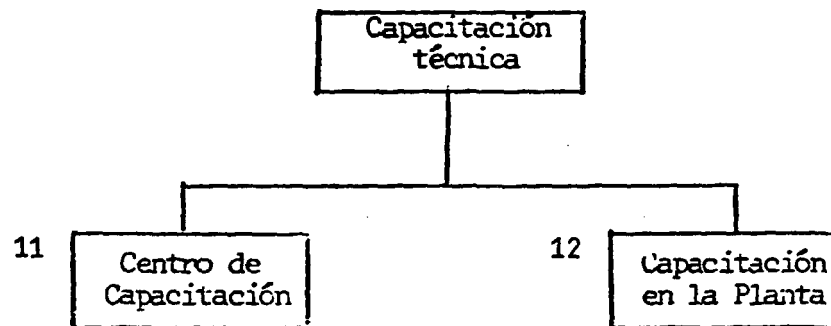 Capacitación
técnica
11
Centro de
Capacitación
12
Capacitación
en la Planta